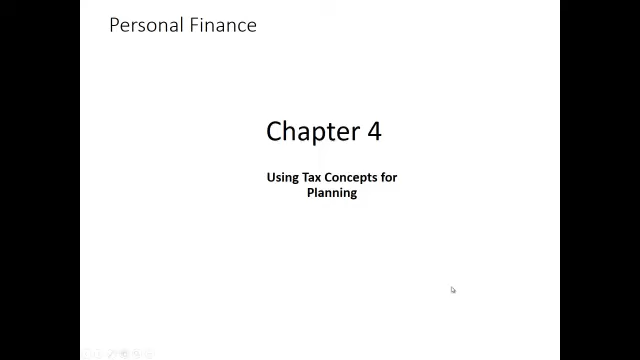 Personal Finance
Chapter 4
Using Tax Concepts for
Planning